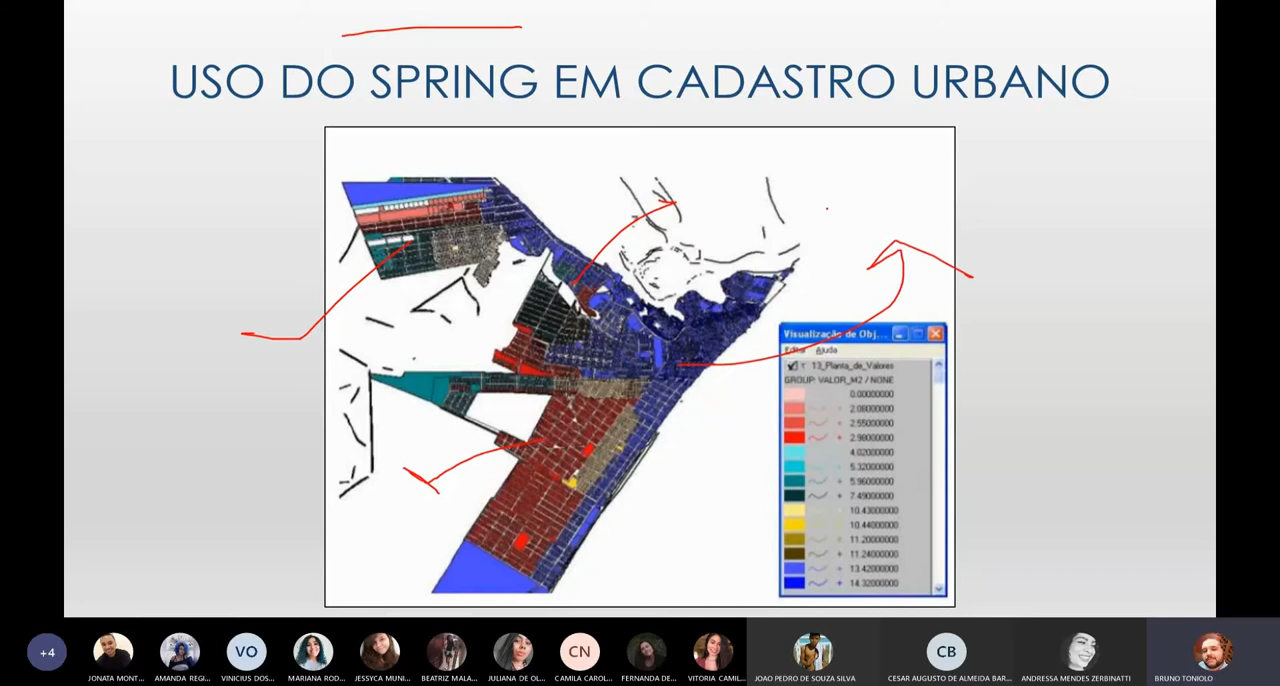 USO DO SPRING EM CADASTRO URBANO
Visualização de Obj...
Editar Ajuda
13_Planta_de_Valores
GROUP: VALOR_M2 / NONE
0.00000000
2.08000000
2.55000000
2.98000000
4.02000000
5.32000000
5.96000000
7.49000000
10.43000000
10.44000000
11.20000000
11.24000000
13.42000000
14.32000000
+4
VO
CN
CB
JONATA MONT...
AMANDA REGI...
VINICIUS DOS...
MARIANA ROD...
JESSYCA MUNI...
BEATRIZ MALA...
JULIANA DE OL...
CAMILA CAROL...
FERNANDA DE...
VITORIA CAMIL...
JOAO PEDRO DE SOUZA SILVA
CESAR AUGUSTO DE ALMEIDA BAR...
ANDRESSA MENDES ZERBINATTI
BRUNO TONIOLO